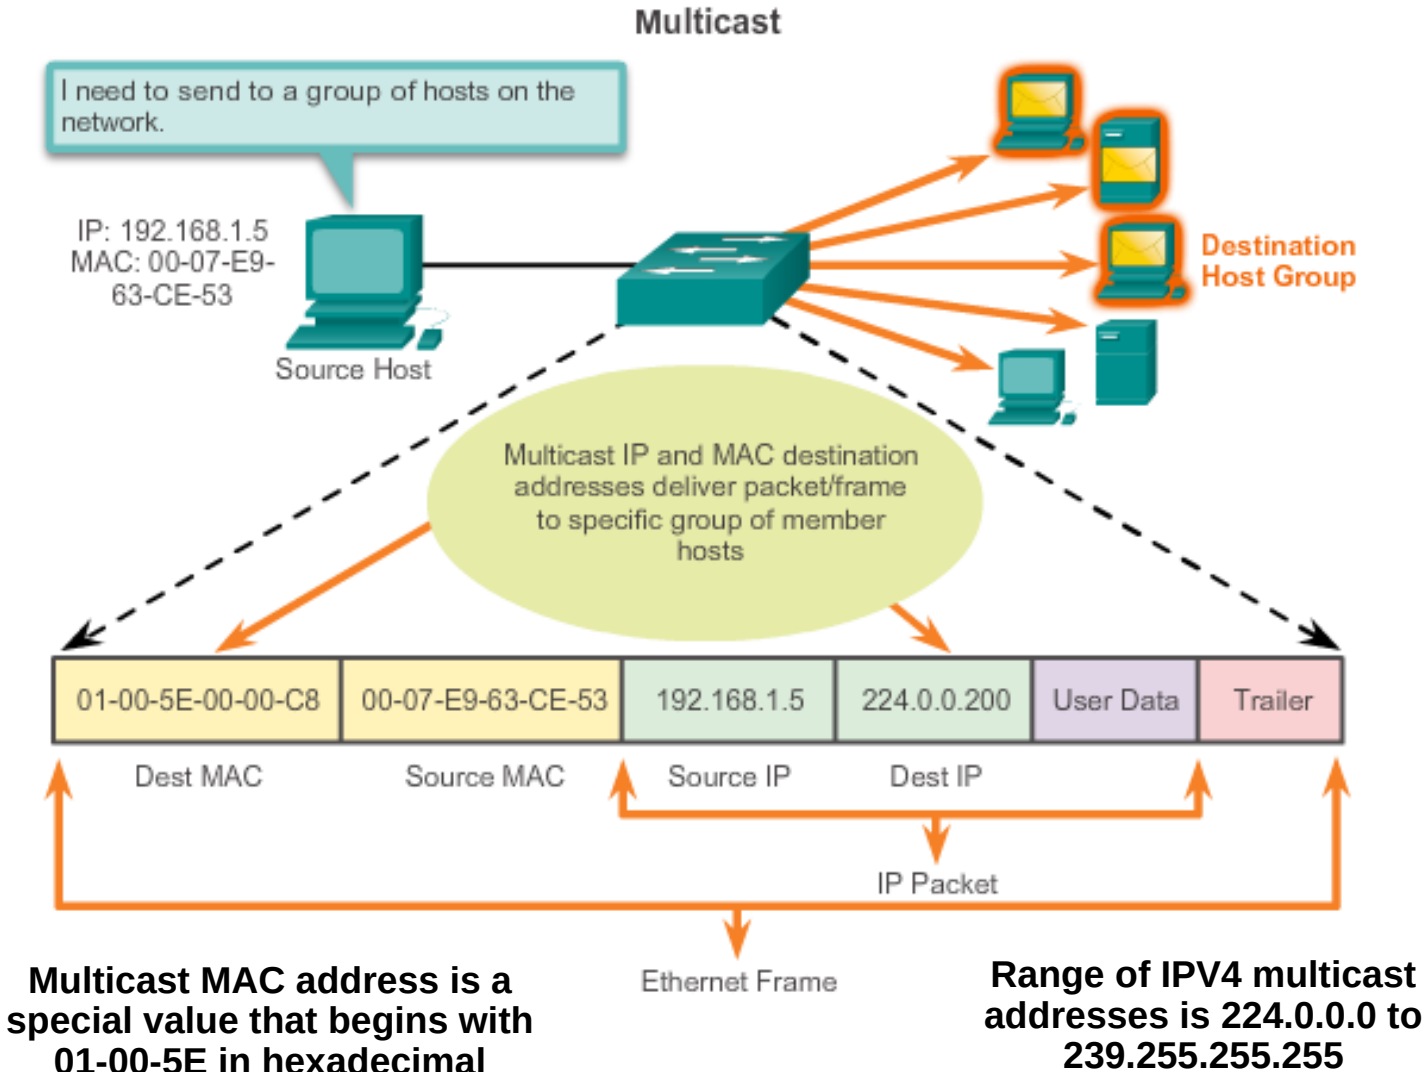 Multicast
I need to send to a group of hosts on the
network.
IP: 192.168.1.5
MAC: 00-07-E9-
63-CE-53
Source Host
Destination
Host Group
Multicast IP and MAC destination
addresses deliver packet/frame
to specific group of member
hosts
01-00-5E-00-00-C8
00-07-E9-63-CE-53
192.168.1.5
224.0.0.200
User Data
Trailer
Dest MAC
Source MAC
Source IP
Dest IP
IP Packet
Ethernet Frame
Multicast MAC address is a
special value that begins with
01-00-5E in hexadecimal
Range of IPV4 multicast
addresses is 224.0.0.0 to
239.255.255.255